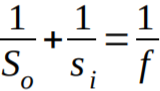 1/S_o + 1/s_i = 1/f